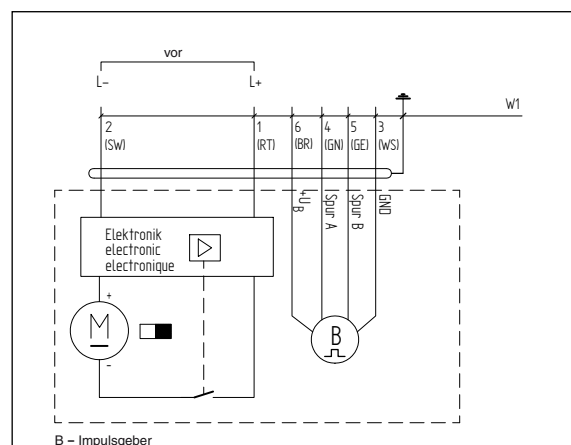 vor
L–
L+
W1
2
(SW)
1
(RT)
6
(BR)
4
(GN)
5
(GE)
3
(WS)
+UB
Spur A
Spur B
GND
Elektronik
electronic
electronique
+
M
–
B
B – Impulsgeber